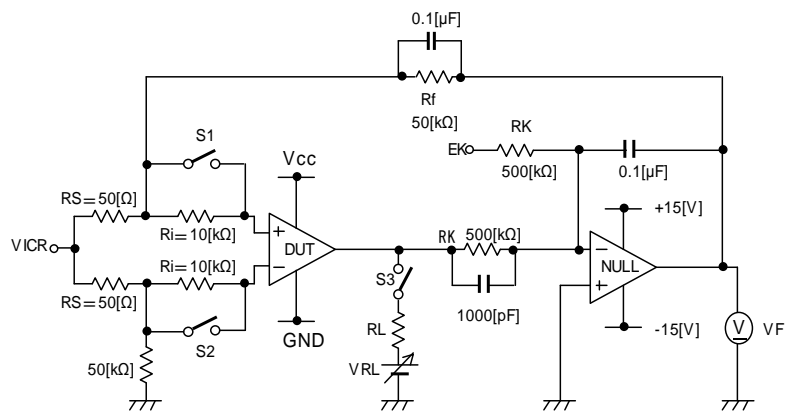 0.1[µF]
Rf
50[kΩ]
S1
RK
EK
500[kΩ]
0.1[µF]
Vcc
RS=50[Ω]
Ri=10[kΩ]
+15[V]
VICR
DUT
+
−
RK
500[kΩ]
NULL
−
+
Ri=10[kΩ]
RS=50[Ω]
S3
1000[pF]
V
VF
S2
GND
RL
-15[V]
50[kΩ]
VRL